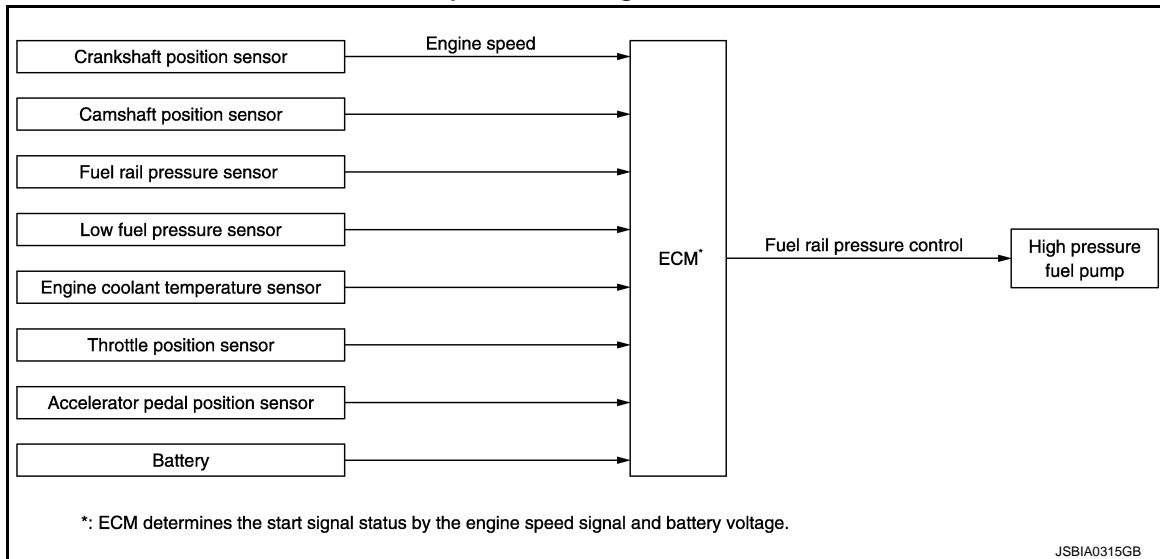 Crankshaft position sensor
Engine speed
Camshaft position sensor
Fuel rail pressure sensor
Low fuel pressure sensor
Engine coolant temperature sensor
Throttle position sensor
Accelerator pedal position sensor
Battery
ECM*
Fuel rail pressure control
High pressure
fuel pump
*: ECM determines the start signal status by the engine speed signal and battery voltage.
JSBIA0315GB